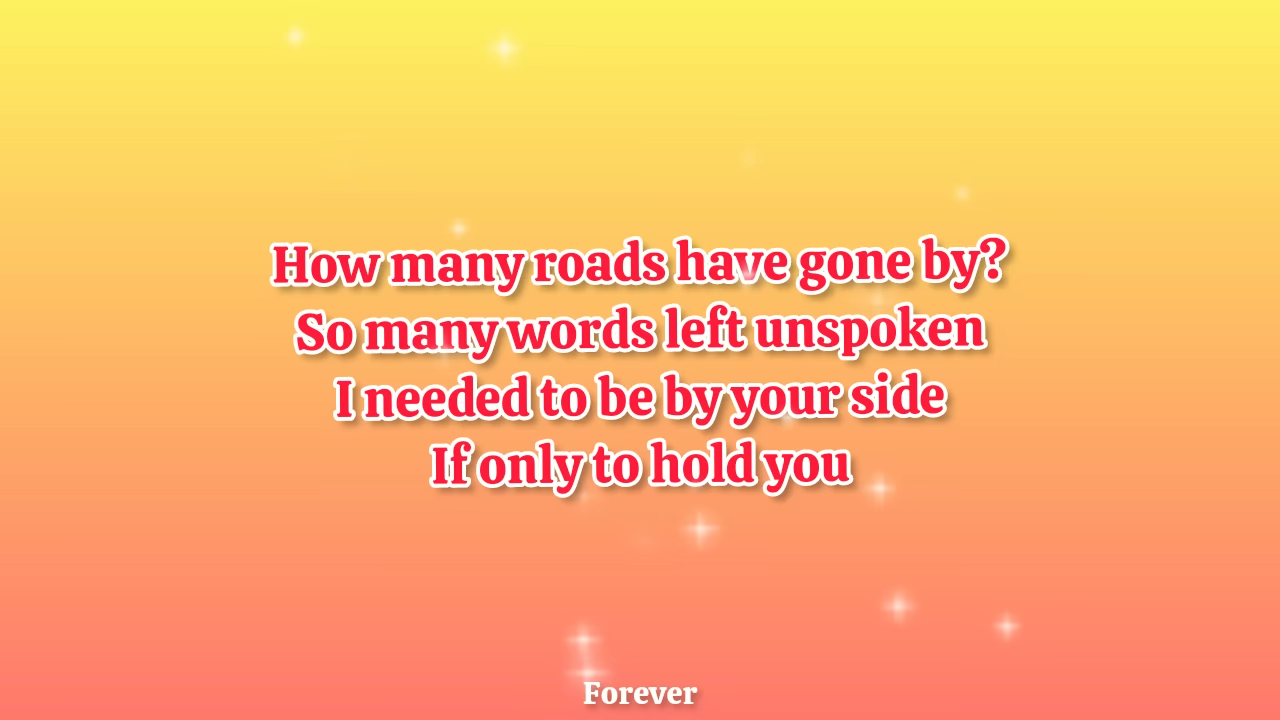 How many roads have gone by?
So many words left unspoken
I needed to be by your side
If only to hold you
Forever